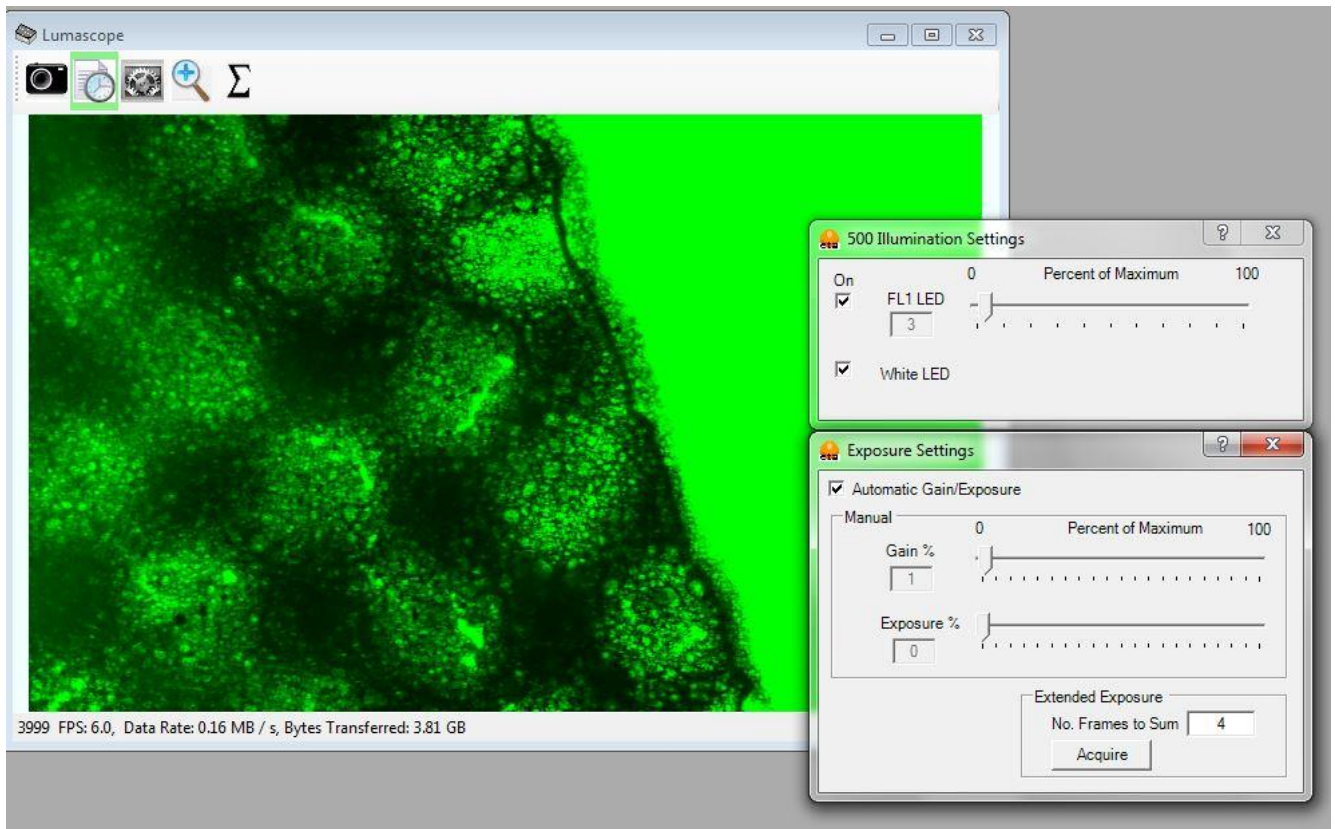 Lumascope
Σ
3999 FPS: 6.0, Data Rate: 0.16 MB / s, Bytes Transferred: 3.81 GB
500 Illumination Settings
On
0 Percent of Maximum 100
FL1 LED
3
White LED
Exposure Settings
Automatic Gain/Exposure
Manual
0 Percent of Maximum 100
Gain %
1
Exposure %
0
Extended Exposure
No. Frames to Sum 4
Acquire